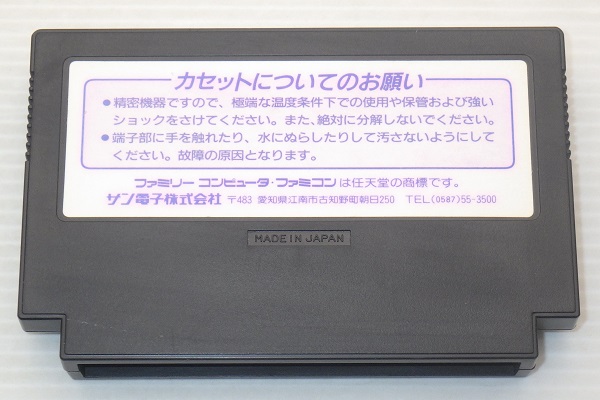 カセットについてのお願い
●精密機器ですので、極端な温度条件下での使用や保管および強い
ショックをさけてください。また、絶対に分解しないでください。
●端子部に手を触れたり、水にぬらしたりして汚さないようにして
ください。故障の原因となります。
ファミリー コンピュータ・ファミコンは任天堂の商標です。
サン電子株式会社 〒483 愛知県江南市古知野町朝日250 TEL(0587)55-3500
MADE IN JAPAN